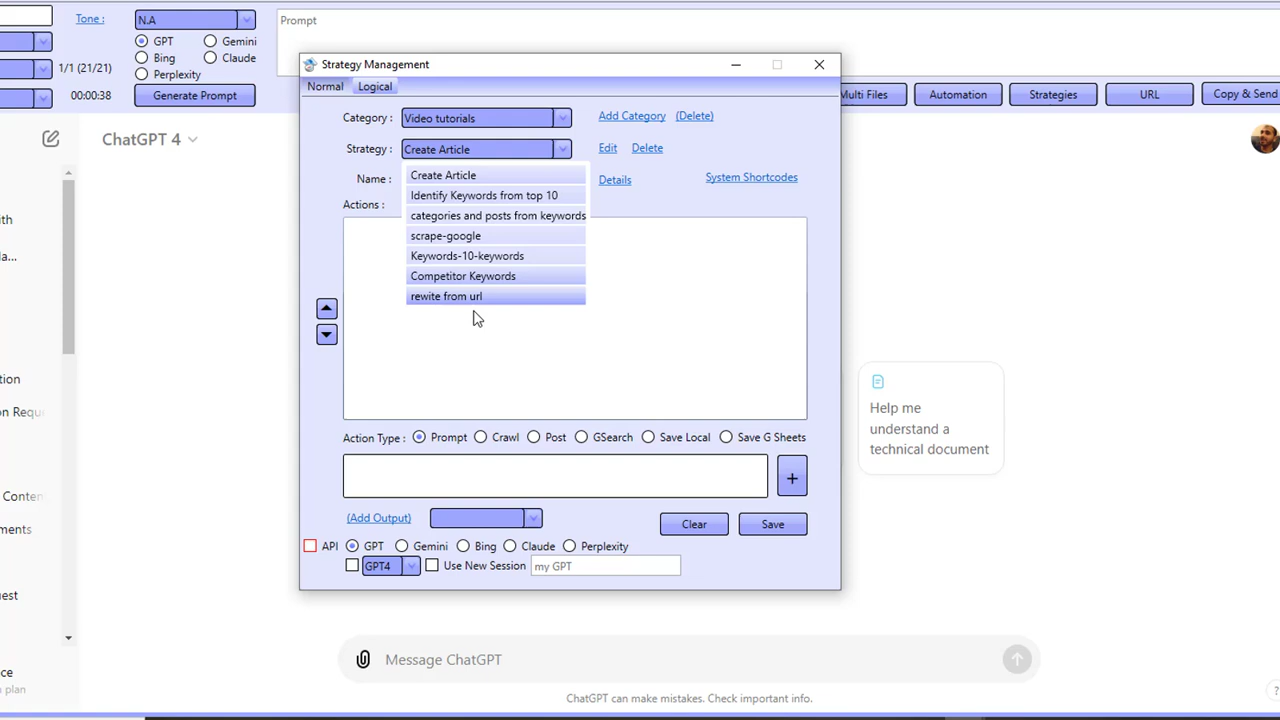 Tone :
N.A
Prompt
GPT
Gemini
Bing
Claude
1/1 (21/21)
Perplexity
00:00:38
Generate Prompt
Multi Files
Automation
Strategies
URL
Copy & Send
Strategy Management
Normal
Logical
Category :
Video tutorials
Add Category
(Delete)
Strategy :
Create Article
Edit
Delete
Name :
Details
System Shortcodes
Actions :
Create Article
Identify Keywords from top 10
categories and posts from keywords
scrape-google
Keywords-10-keywords
Competitor Keywords
rewite from url
Action Type :
Prompt
Crawl
Post
GSearch
Save Local
Save G Sheets
+
(Add Output)
Clear
Save
API
GPT
Gemini
Bing
Claude
Perplexity
GPT4
Use New Session
my GPT
ChatGPT 4
Help me
understand a
technical document
Message ChatGPT
ChatGPT can make mistakes. Check important info.
?